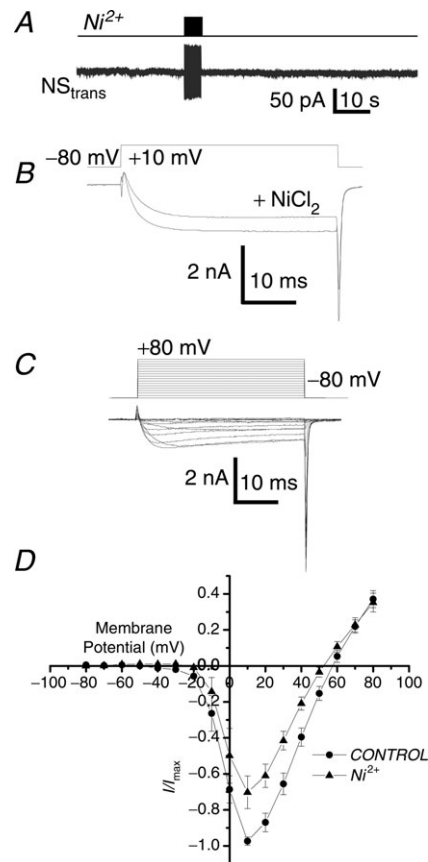 A
Ni2+
NStrans
50 pA 10 s
−80 mV +10 mV
B
+ NiCl2
2 nA 10 ms
C
+80 mV
−80 mV
2 nA 10 ms
D
0.4
0.2
Membrane
Potential (mV)
0.0
−100 −80 −60 −40 −20 0 20 40 60 80 100
−0.2
−0.4
−0.6
−0.8
−1.0
I/Imax
CONTROL
Ni2+